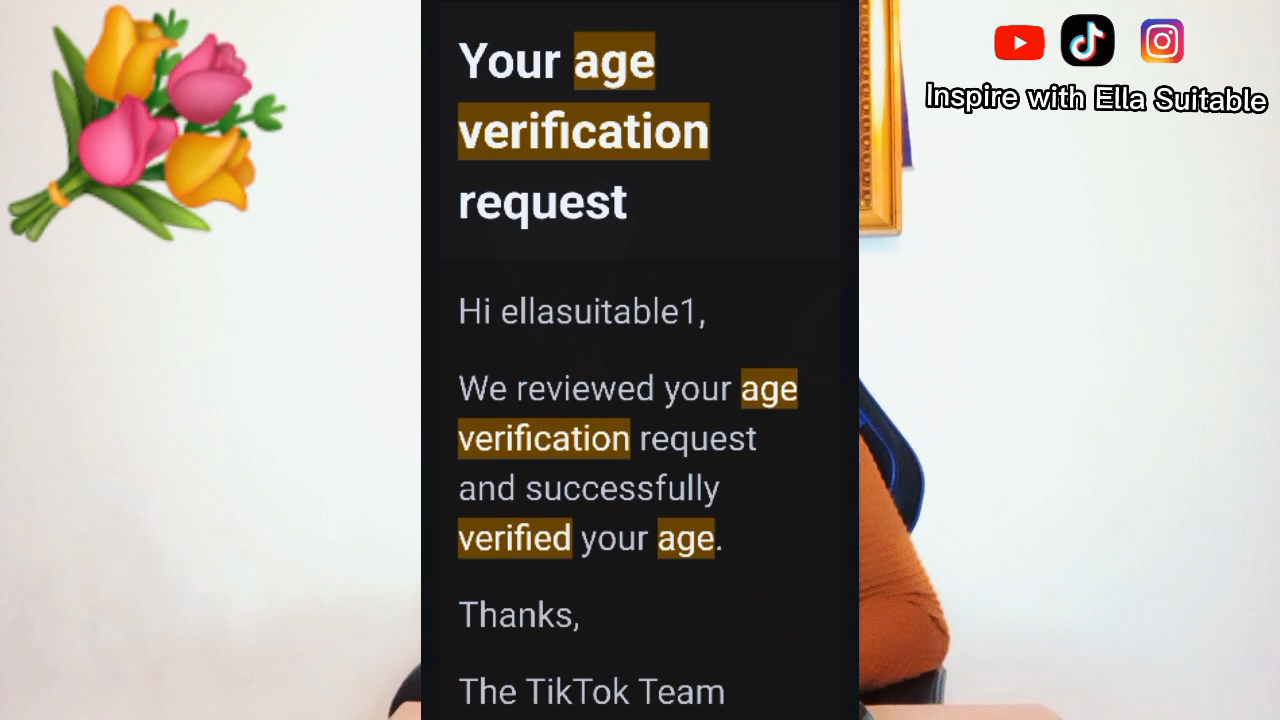 Your age
verification
request
Inspire with Ella Suitable
Hi ellasuitable1,
We reviewed your age
verification request
and successfully
verified your age.
Thanks,
The TikTok Team